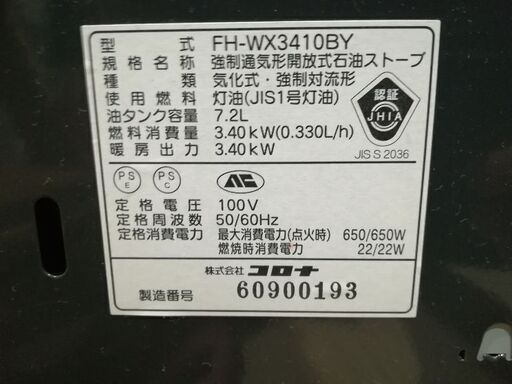 型式 FH-WX3410BY
規格名称 強制通気形開放式石油ストーブ
種類 気化式・強制対流形
使用燃料 灯油(JIS1号灯油)
油タンク容量 7.2L
燃料消費量 3.40kW(0.330L/h)
暖房出力 3.40kW
認証
JHIA
JIS S 2036
PS
E
PS
C
定格電圧 100V
定格周波数 50/60Hz
定格消費電力 最大消費電力(点火時) 650/650W
燃焼時消費電力 22/22W
株式会社 コロナ
製造番号 60900193